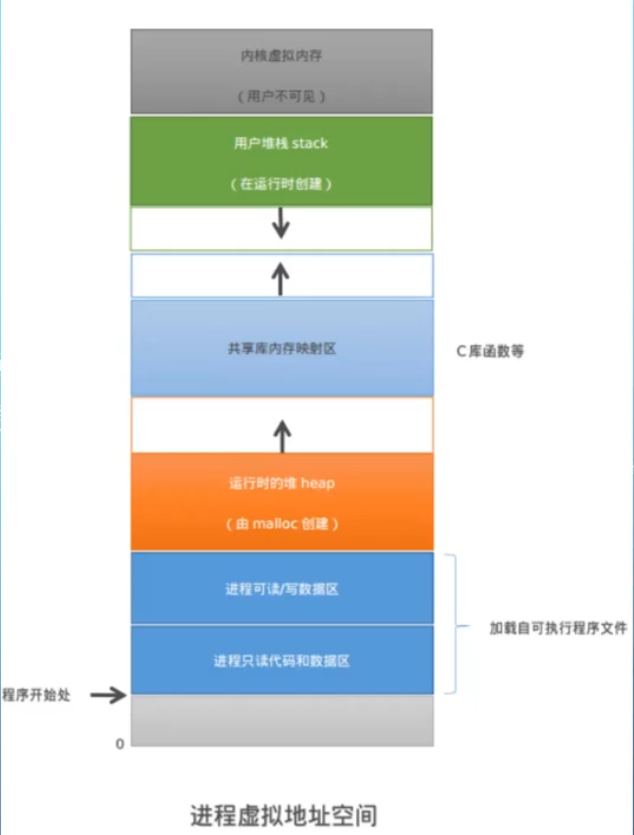 内核虚拟内存
（用户不可见）
用户堆栈 stack
（在运行时创建）
共享库内存映射区
C 库函数等
运行时的堆 heap
（由 malloc 创建）
进程可读/写数据区
加载自可执行程序文件
进程只读代码和数据区
程序开始处
0
进程虚拟地址空间